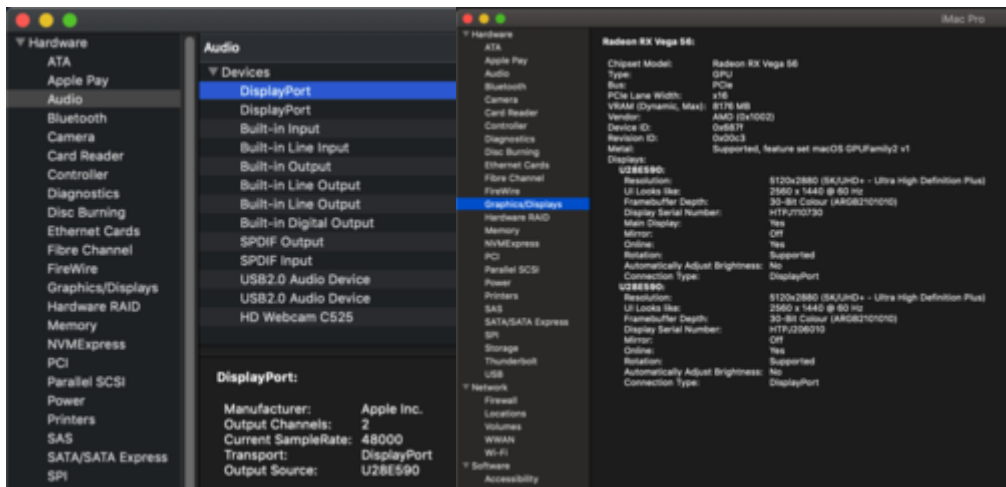 Hardware
ATA
Apple Pay
Audio
Bluetooth
Camera
Card Reader
Controller
Diagnostics
Disc Burning
Ethernet Cards
Fibre Channel
FireWire
Graphics/Displays
Hardware RAID
Memory
NVMExpress
PCI
Parallel SCSI
Power
Printers
SAS
SATA/SATA Express
SPI
Audio
Devices
DisplayPort
DisplayPort
Built-in Input
Built-in Line Input
Built-in Output
Built-in Line Output
Built-in Line Output
Built-in Digital Output
SPDIF Output
SPDIF Input
USB2.0 Audio Device
USB2.0 Audio Device
HD Webcam C525
DisplayPort:
Manufacturer: Apple Inc.
Output Channels: 2
Current SampleRate: 48000
Transport: DisplayPort
Output Source: U28E590
iMac Pro
Hardware
ATA
Apple Pay
Audio
Bluetooth
Camera
Card Reader
Controller
Diagnostics
Disc Burning
Ethernet Cards
Fibre Channel
FireWire
Graphics/Displays
Hardware RAID
Memory
NVMExpress
PCI
Parallel SCSI
Power
Printers
SAS
SATA/SATA Express
SPI
Storage
Thunderbolt
USB
Network
Firewall
Locations
Volumes
WWAN
Wi-Fi
Software
Accessibility
Radeon RX Vega 56:
Chipset Model: Radeon RX Vega 56
Type: GPU
Bus: PCIe
PCIe Lane Width: x16
VRAM (Dynamic, Max): 8176 MB
Vendor: AMD (0x1002)
Device ID: 0x687f
Revision ID: 0x00c3
Metal: Supported, feature set macOS GPUFamily2 v1
Displays:
U28E590:
Resolution: 5120x2880 (5K/UHD+ - Ultra High Definition Plus)
UI Looks like: 2560 x 1440 @ 60 Hz
Framebuffer Depth: 30-Bit Colour (ARGB2101010)
Display Serial Number: HTPJ110730
Main Display: Yes
Mirror: Off
Online: Yes
Rotation: Supported
Automatically Adjust Brightness: No
Connection Type: DisplayPort
U28E590:
Resolution: 5120x2880 (5K/UHD+ - Ultra High Definition Plus)
UI Looks like: 2560 x 1440 @ 60 Hz
Framebuffer Depth: 30-Bit Colour (ARGB2101010)
Display Serial Number: HTPJ206010
Mirror: Off
Online: Yes
Rotation: Supported
Automatically Adjust Brightness: No
Connection Type: DisplayPort